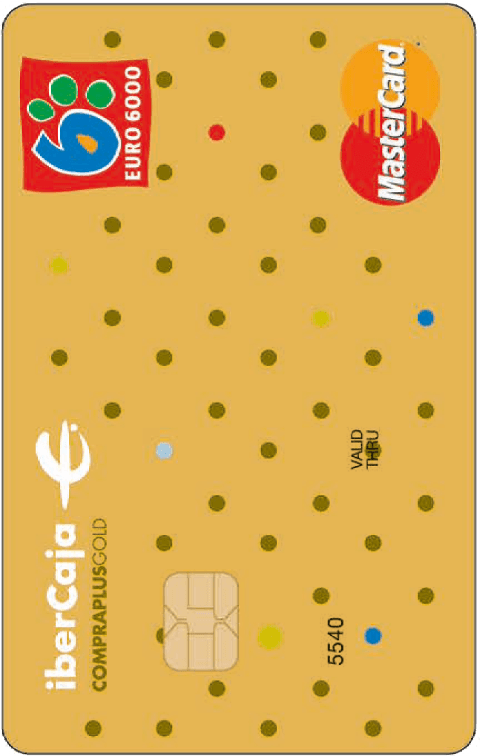 iberCaja
COMPRAPLUSGOLD
EURO 6000
5540
VALID
THRU
MasterCard